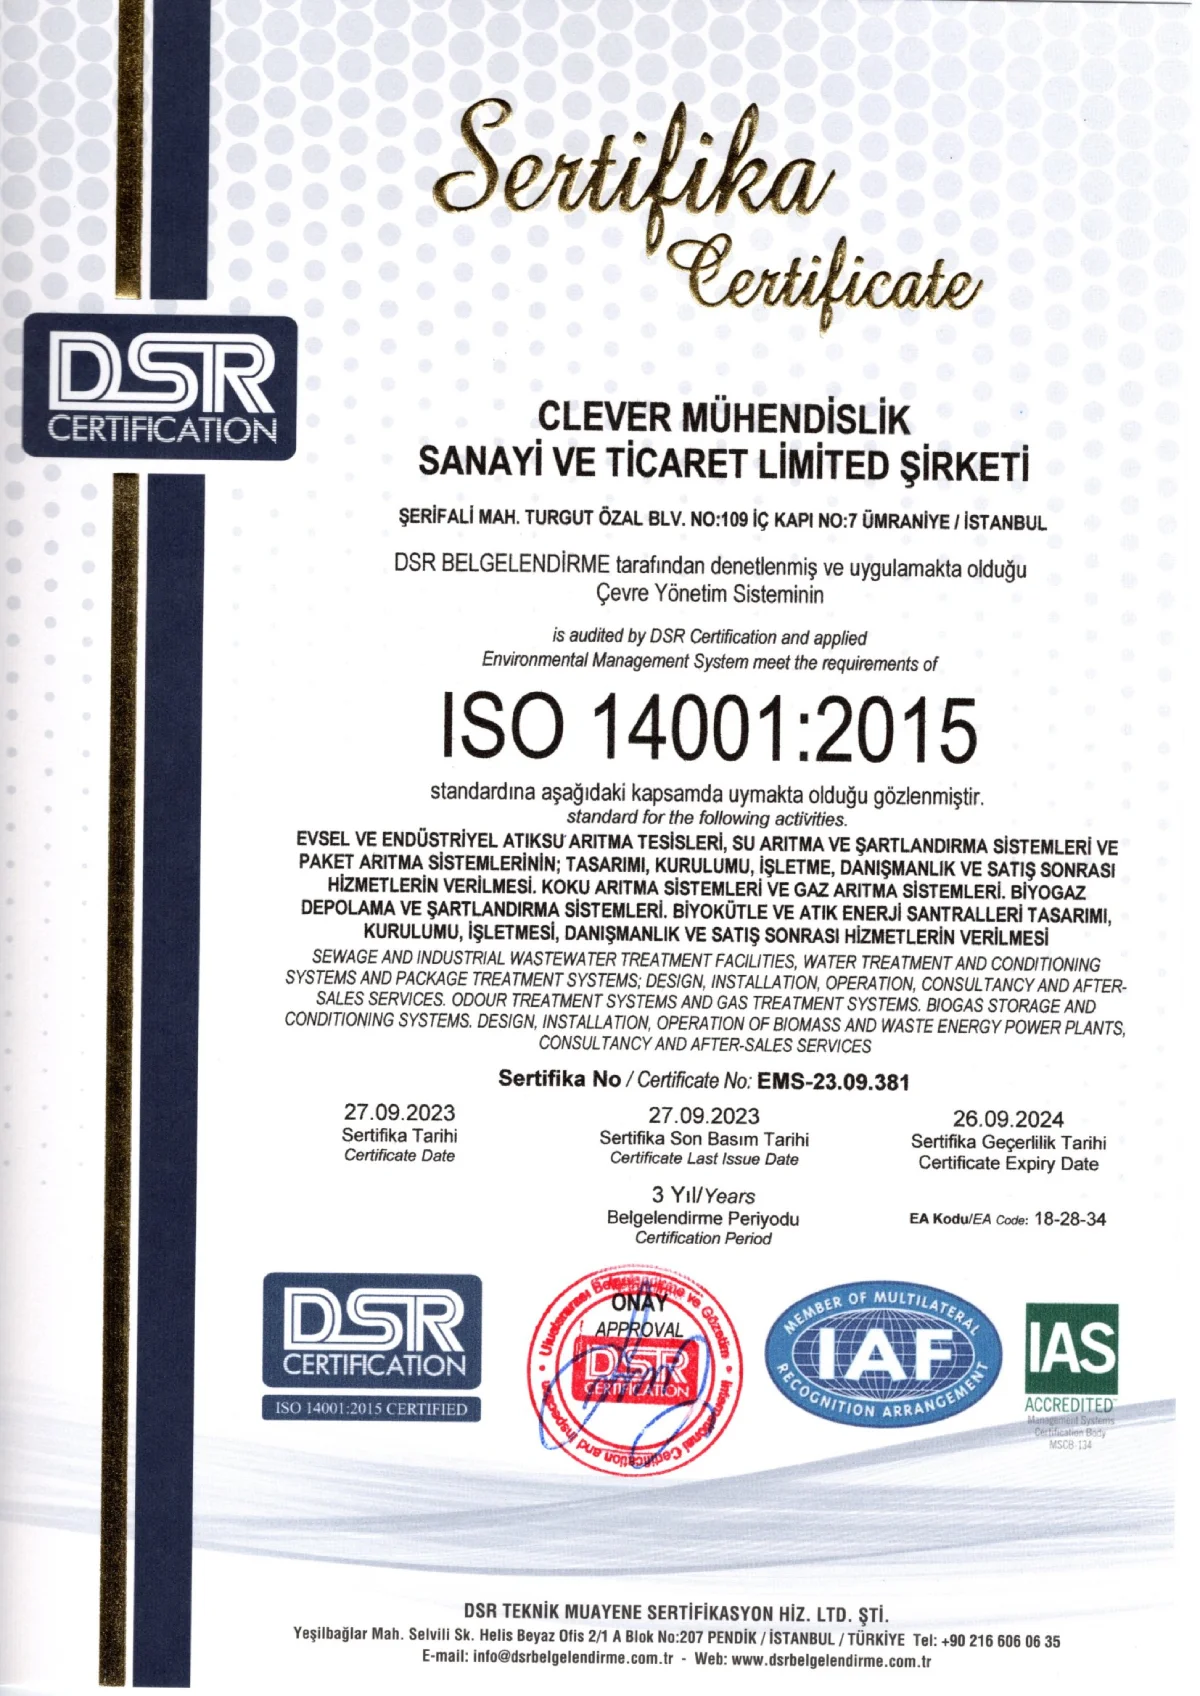 Sertifika
Certificate
DSR
CERTIFICATION
CLEVER MÜHENDİSLİK
SANAYİ VE TİCARET LİMİTED ŞİRKETİ
ŞERİFALİ MAH. TURGUT ÖZAL BLV. NO:109 İÇ KAPI NO:7 ÜMRANİYE / İSTANBUL
DSR BELGELENDİRME tarafından denetlenmiş ve uygulamakta olduğu
Çevre Yönetim Sisteminin
is audited by DSR Certification and applied
Environmental Management System meet the requirements of
ISO 14001:2015
standardına aşağıdaki kapsamda uymakta olduğu gözlenmiştir.
standard for the following activities.
EVSEL VE ENDÜSTRİYEL ATIKSU ARITMA TESİSLERİ, SU ARITMA VE ŞARTLANDIRMA SİSTEMLERİ VE
PAKET ARITMA SİSTEMLERİNİN; TASARIMI, KURULUMU, İŞLETME, DANIŞMANLIK VE SATIŞ SONRASI
HİZMETLERİN VERİLMESİ. KOKU ARITMA SİSTEMLERİ VE GAZ ARITMA SİSTEMLERİ. BİYOGAZ
DEPOLAMA VE ŞARTLANDIRMA SİSTEMLERİ. BİYOKÜTLE VE ATIK ENERJİ SANTRALLERİ TASARIMI,
KURULUMU, İŞLETMESİ, DANIŞMANLIK VE SATIŞ SONRASI HİZMETLERİN VERİLMESİ
SEWAGE AND INDUSTRIAL WASTEWATER TREATMENT FACILITIES, WATER TREATMENT AND CONDITIONING
SYSTEMS AND PACKAGE TREATMENT SYSTEMS; DESIGN, INSTALLATION, OPERATION, CONSULTANCY AND AFTER-
SALES SERVICES. ODOUR TREATMENT SYSTEMS AND GAS TREATMENT SYSTEMS. BIOGAS STORAGE AND
CONDITIONING SYSTEMS. DESIGN, INSTALLATION, OPERATION OF BIOMASS AND WASTE ENERGY POWER PLANTS,
CONSULTANCY AND AFTER-SALES SERVICES
Sertifika No / Certificate No: EMS-23.09.381
27.09.2023
Sertifika Tarihi
Certificate Date
27.09.2023
Sertifika Son Basım Tarihi
Certificate Last Issue Date
26.09.2024
Sertifika Geçerlilik Tarihi
Certificate Expiry Date
3 Yıl/Years
Belgelendirme Periyodu
Certification Period
EA Kodu/EA Code: 18-28-34
DSR
CERTIFICATION
ISO 14001:2015 CERTIFIED
Uluslararası Belgelendirme ve Gözetim
ONAY
APPROVAL
DSR
CERTIFICATION
International Certification and Inspection
MEMBER OF MULTILATERAL
IAF
RECOGNITION ARRANGEMENT
IAS
ACCREDITED
Management Systems
Certification Body
MSCB-134
DSR TEKNİK MUAYENE SERTİFİKASYON HİZ. LTD. ŞTİ.
Yeşilbağlar Mah. Selvili Sk. Helis Beyaz Ofis 2/1 A Blok No:207 PENDİK / İSTANBUL / TÜRKİYE Tel: +90 216 606 06 35
E-mail: info@dsrbelgelendirme.com.tr - Web: www.dsrbelgelendirme.com.tr